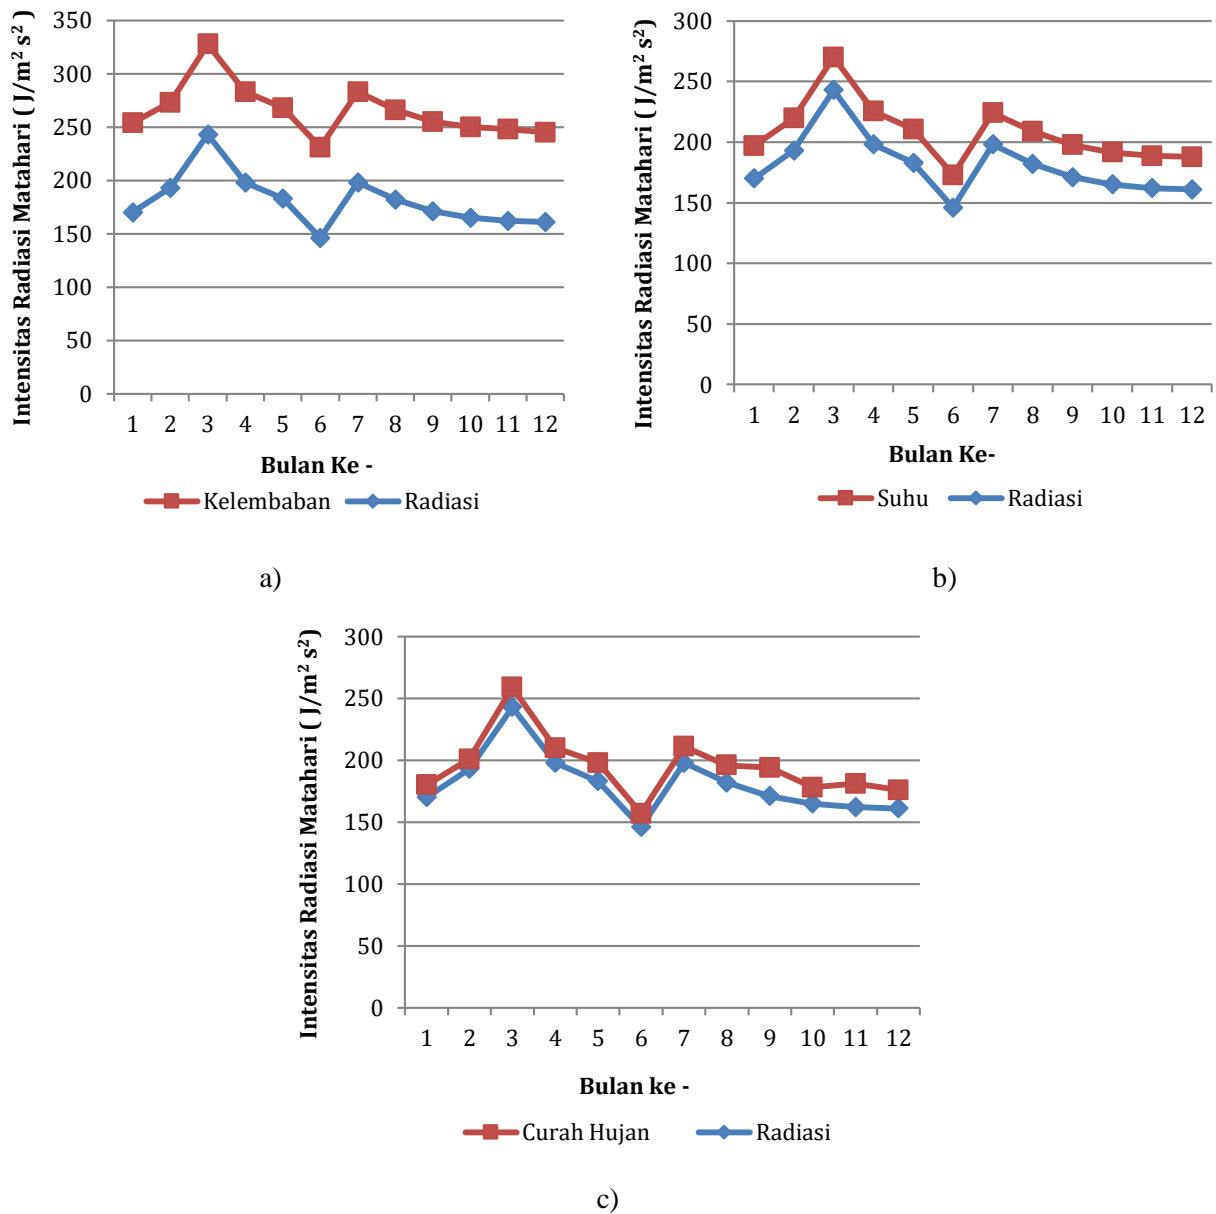 Intensitas Radiasi Matahari ( J/m² s²)
350
300
250
200
150
100
50
0
1 2 3 4 5 6 7 8 9 10 11 12
Bulan Ke -
Kelembaban Radiasi
a)
Intensitas Radiasi Matahari ( J/m² s²)
300
250
200
150
100
50
0
1 2 3 4 5 6 7 8 9 10 11 12
Bulan Ke-
Suhu Radiasi
b)
Intensitas Radiasi Matahari ( J/m² s²)
300
250
200
150
100
50
0
1 2 3 4 5 6 7 8 9 10 11 12
Bulan ke -
Curah Hujan Radiasi
c)